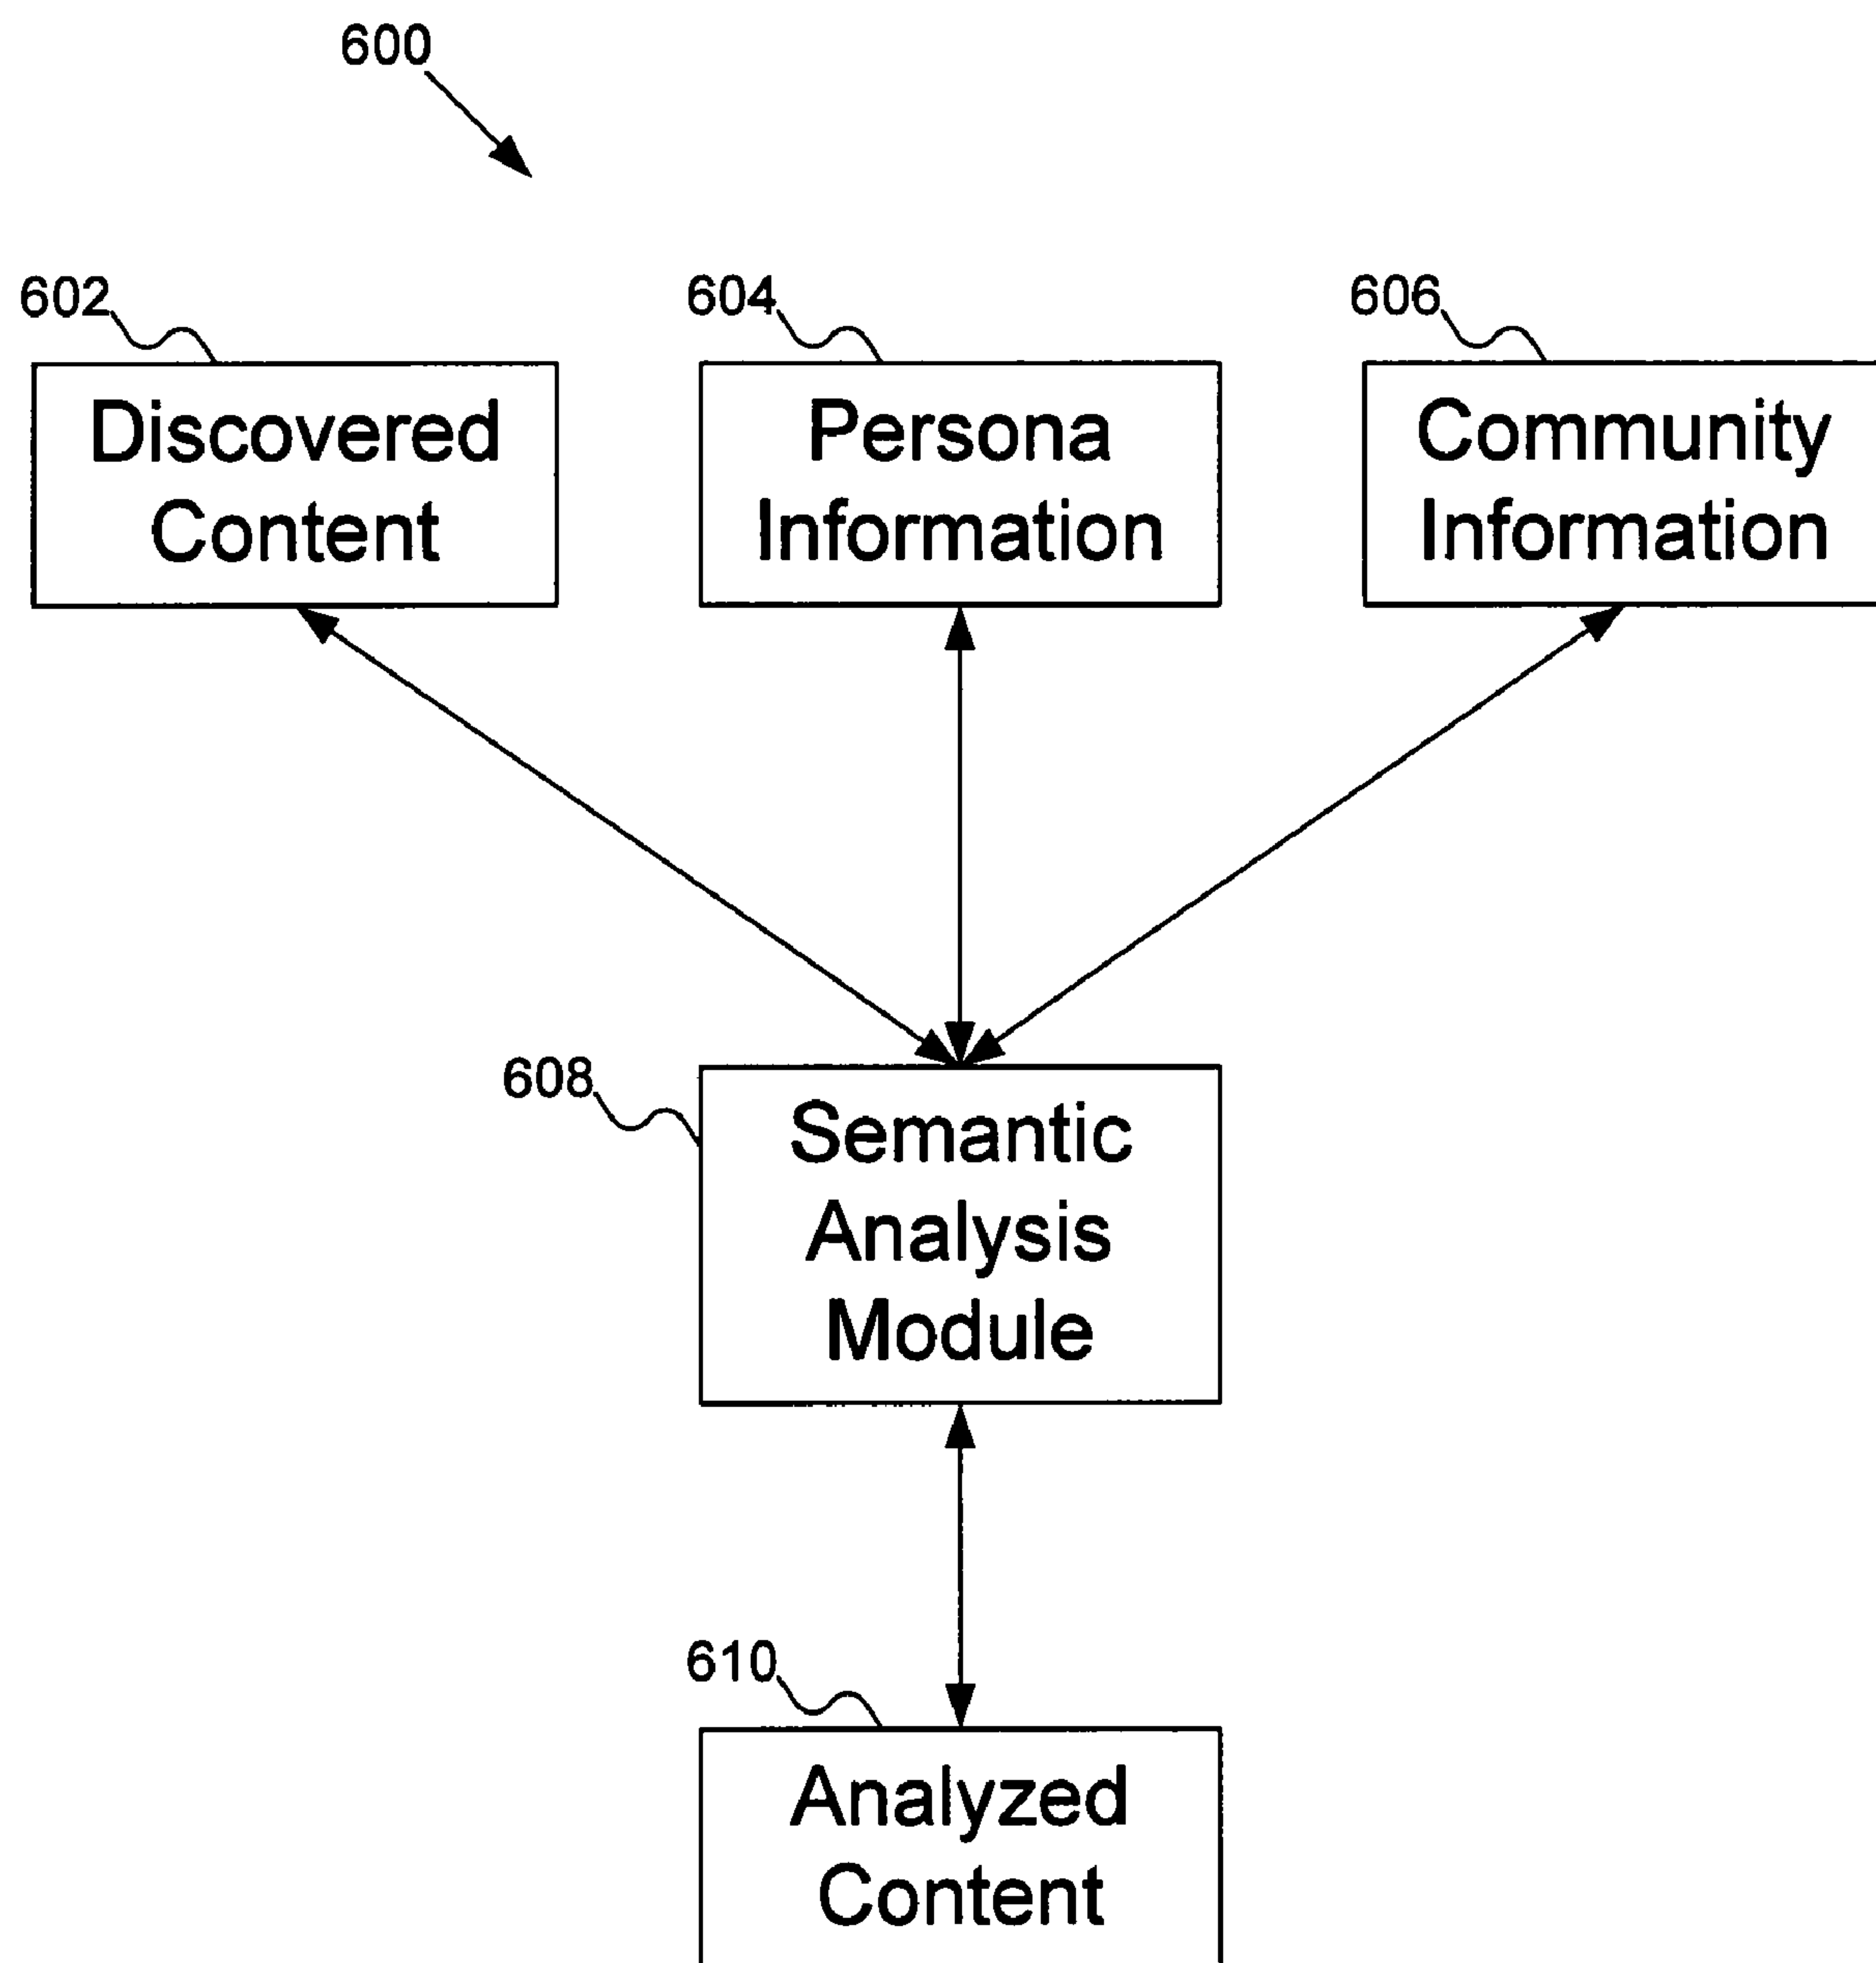 600
602
604
606
Discovered
Content
Persona
Information
Community
Information
608
Semantic
Analysis
Module
610
Analyzed
Content